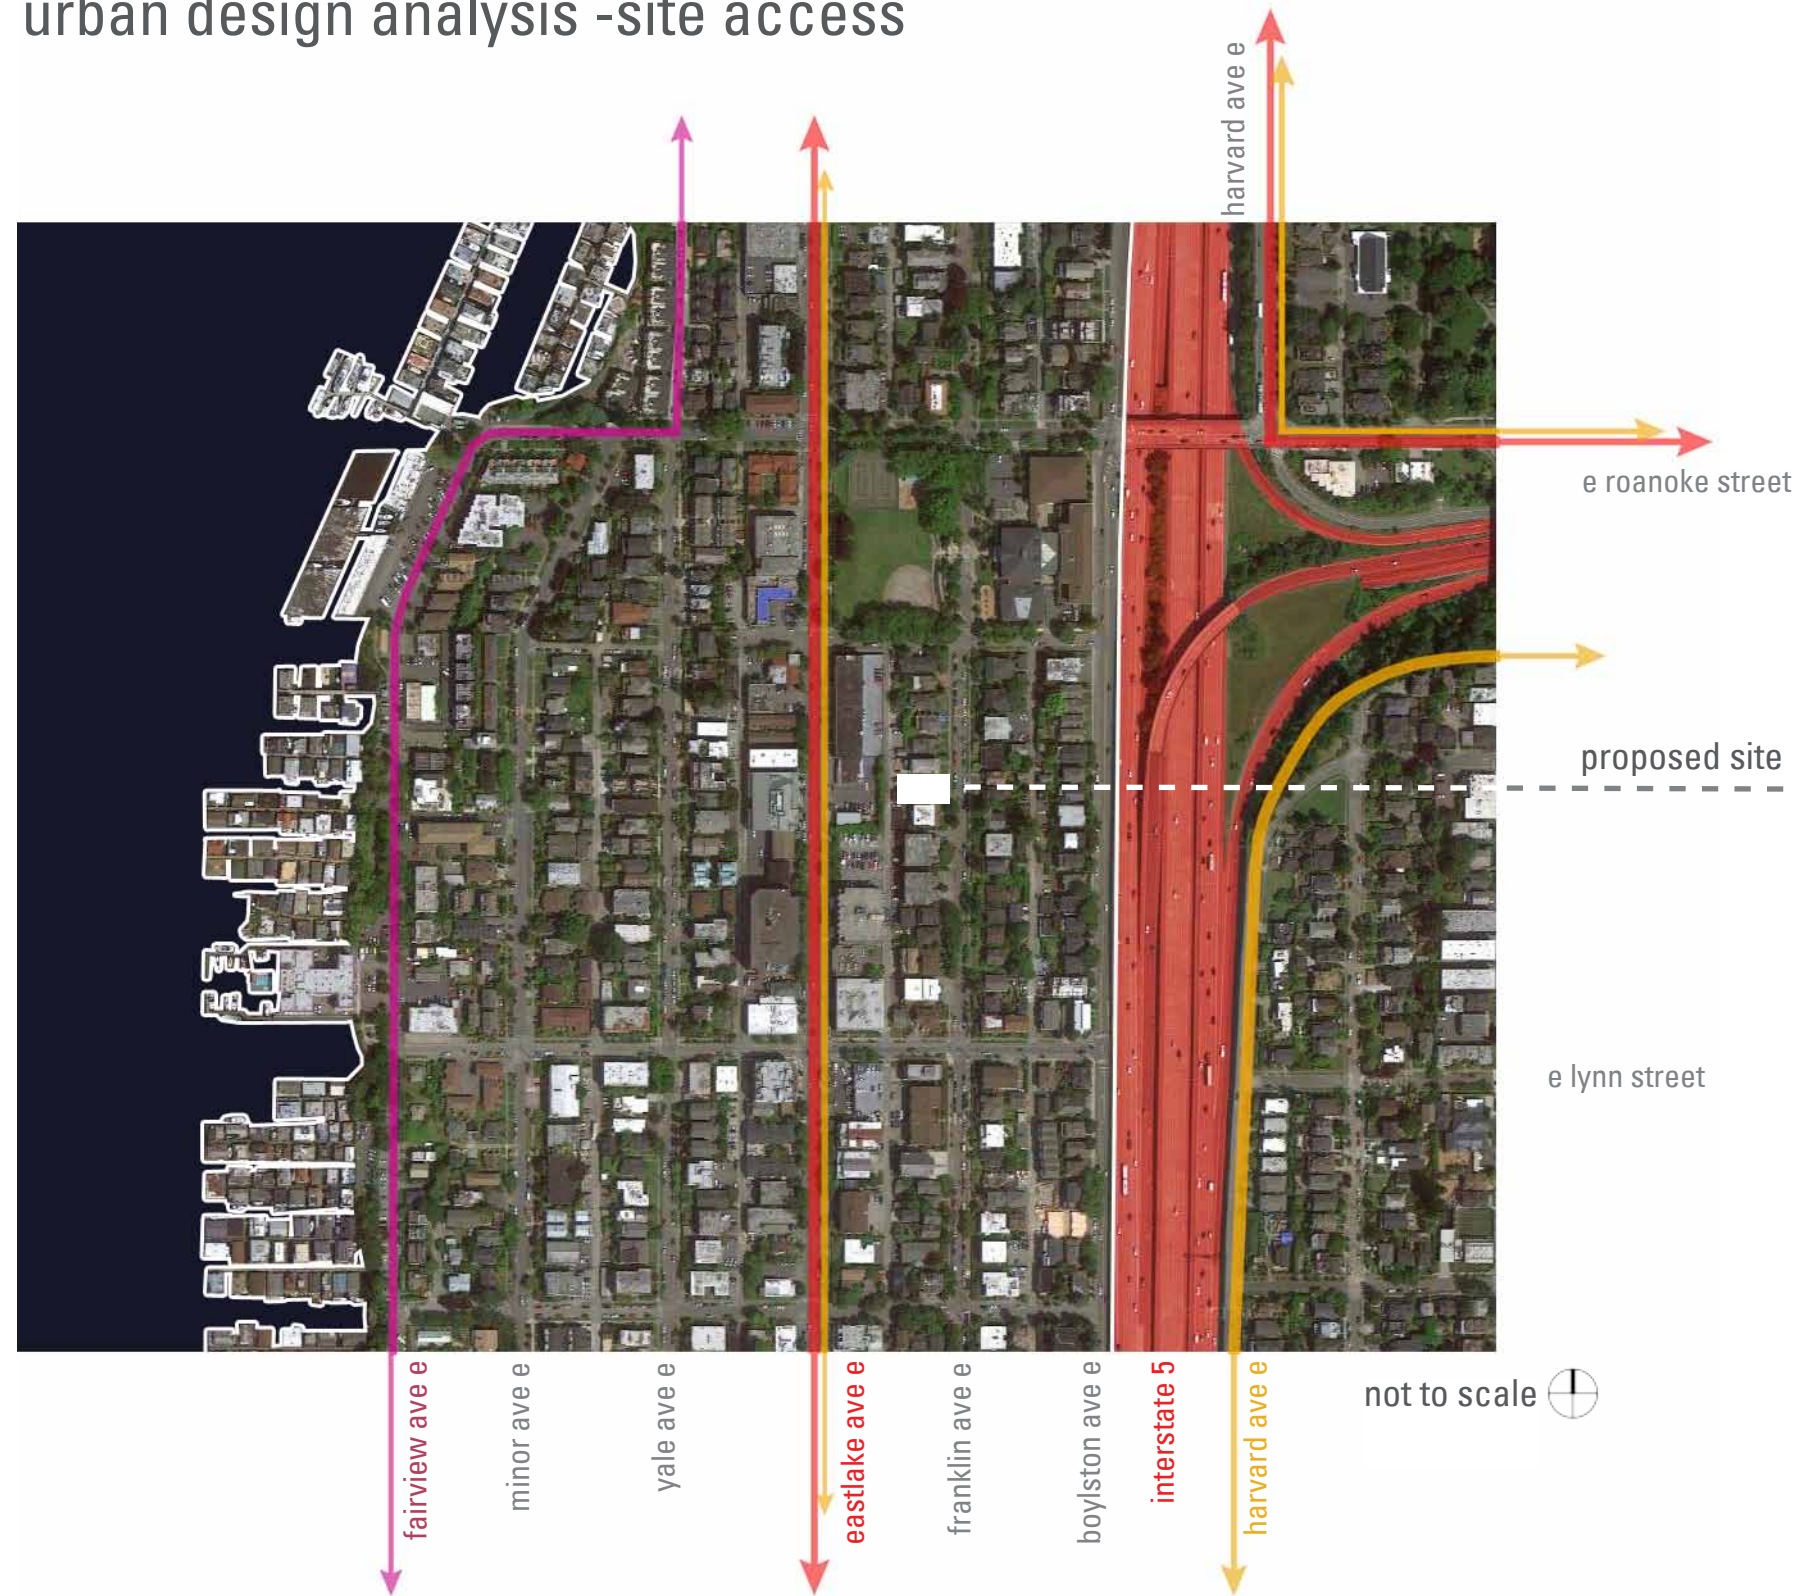 urban design analysis -site access
harvard ave e
e roanoke street
proposed site
e lynn street
not to scale
fairview ave e
minor ave e
yale ave e
eastlake ave e
franklin ave e
boylston ave e
interstate 5
harvard ave e